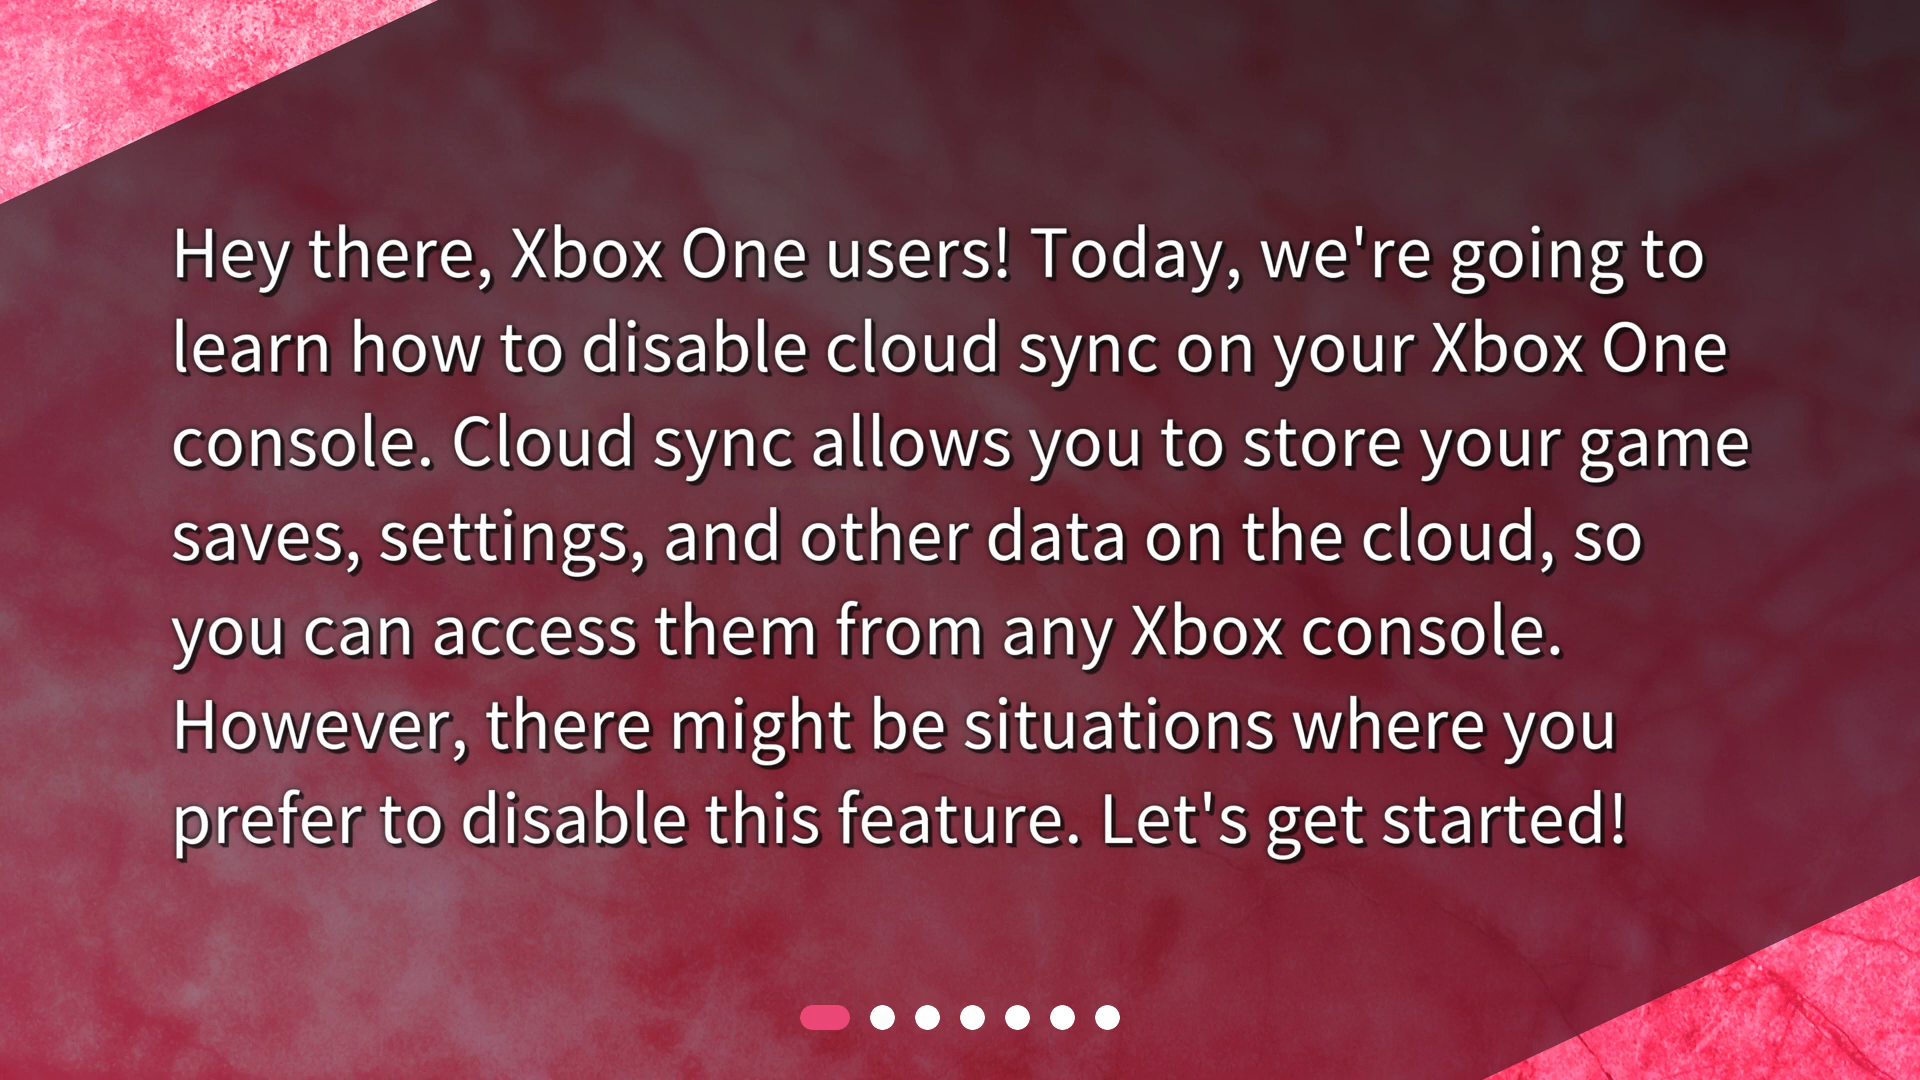 Hey there, Xbox One users! Today, we're going to
learn how to disable cloud sync on your Xbox One
console. Cloud sync allows you to store your game
saves, settings, and other data on the cloud, so
you can access them from any Xbox console.
However, there might be situations where you
prefer to disable this feature. Let's get started!